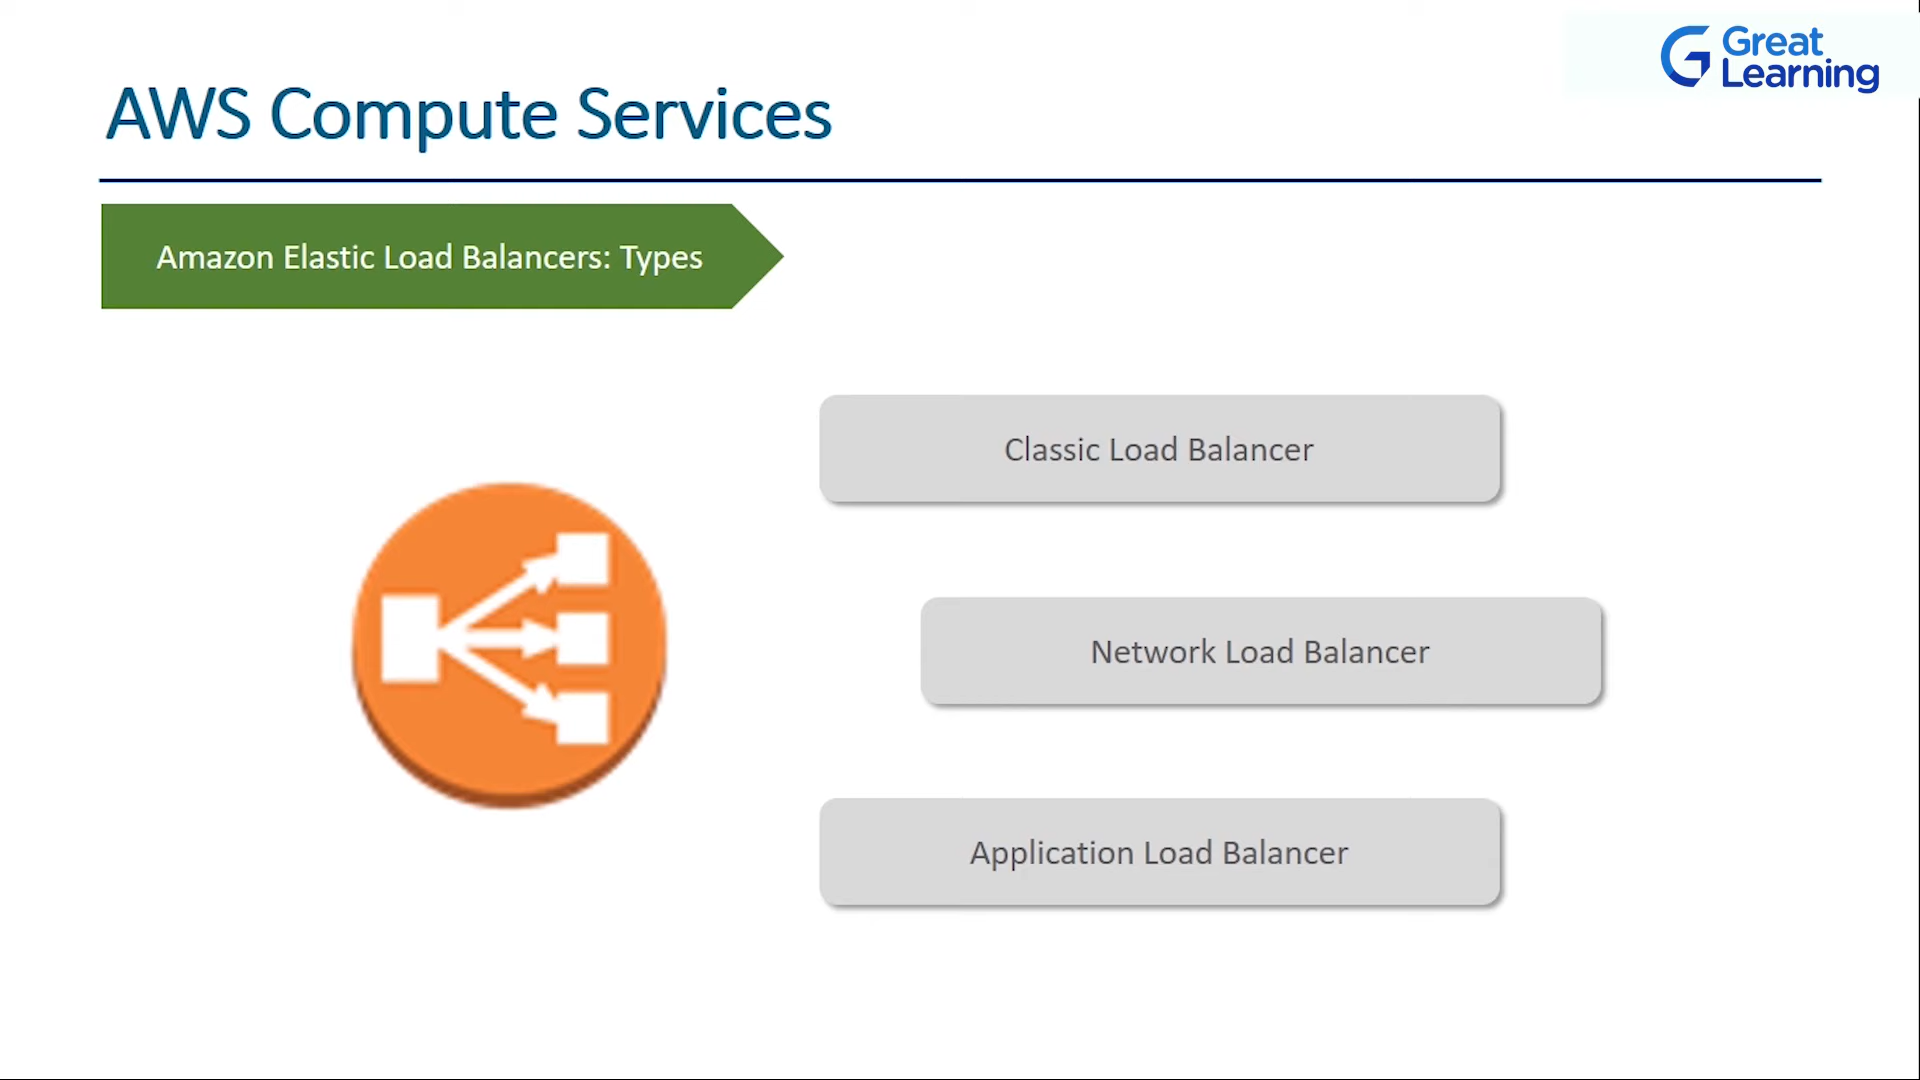 Great
Learning
AWS Compute Services
Amazon Elastic Load Balancers: Types
Classic Load Balancer
Network Load Balancer
Application Load Balancer